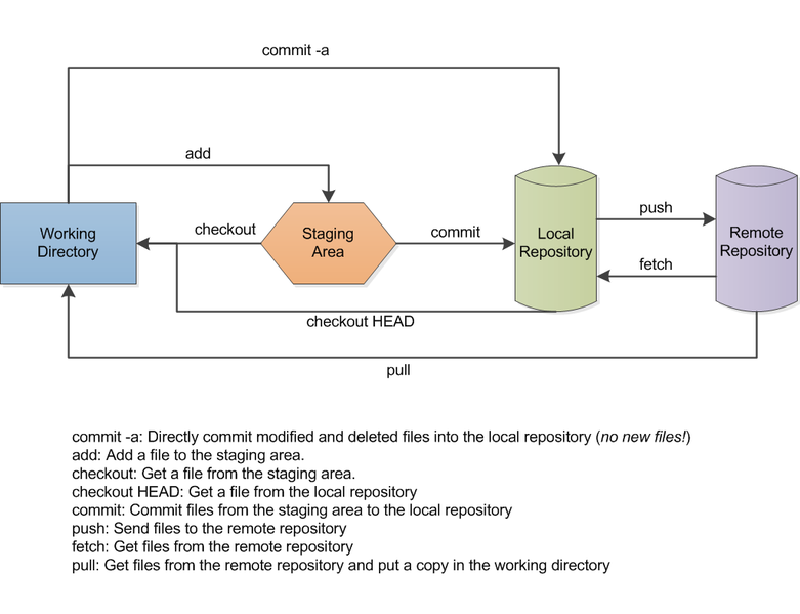 commit -a
add
Working
Directory
checkout
Staging
Area
commit
Local
Repository
push
fetch
Remote
Repository
checkout HEAD
pull
commit -a: Directly commit modified and deleted files into the local repository (no new files!)
add: Add a file to the staging area.
checkout: Get a file from the staging area.
checkout HEAD: Get a file from the local repository
commit: Commit files from the staging area to the local repository
push: Send files to the remote repository
fetch: Get files from the remote repository
pull: Get files from the remote repository and put a copy in the working directory